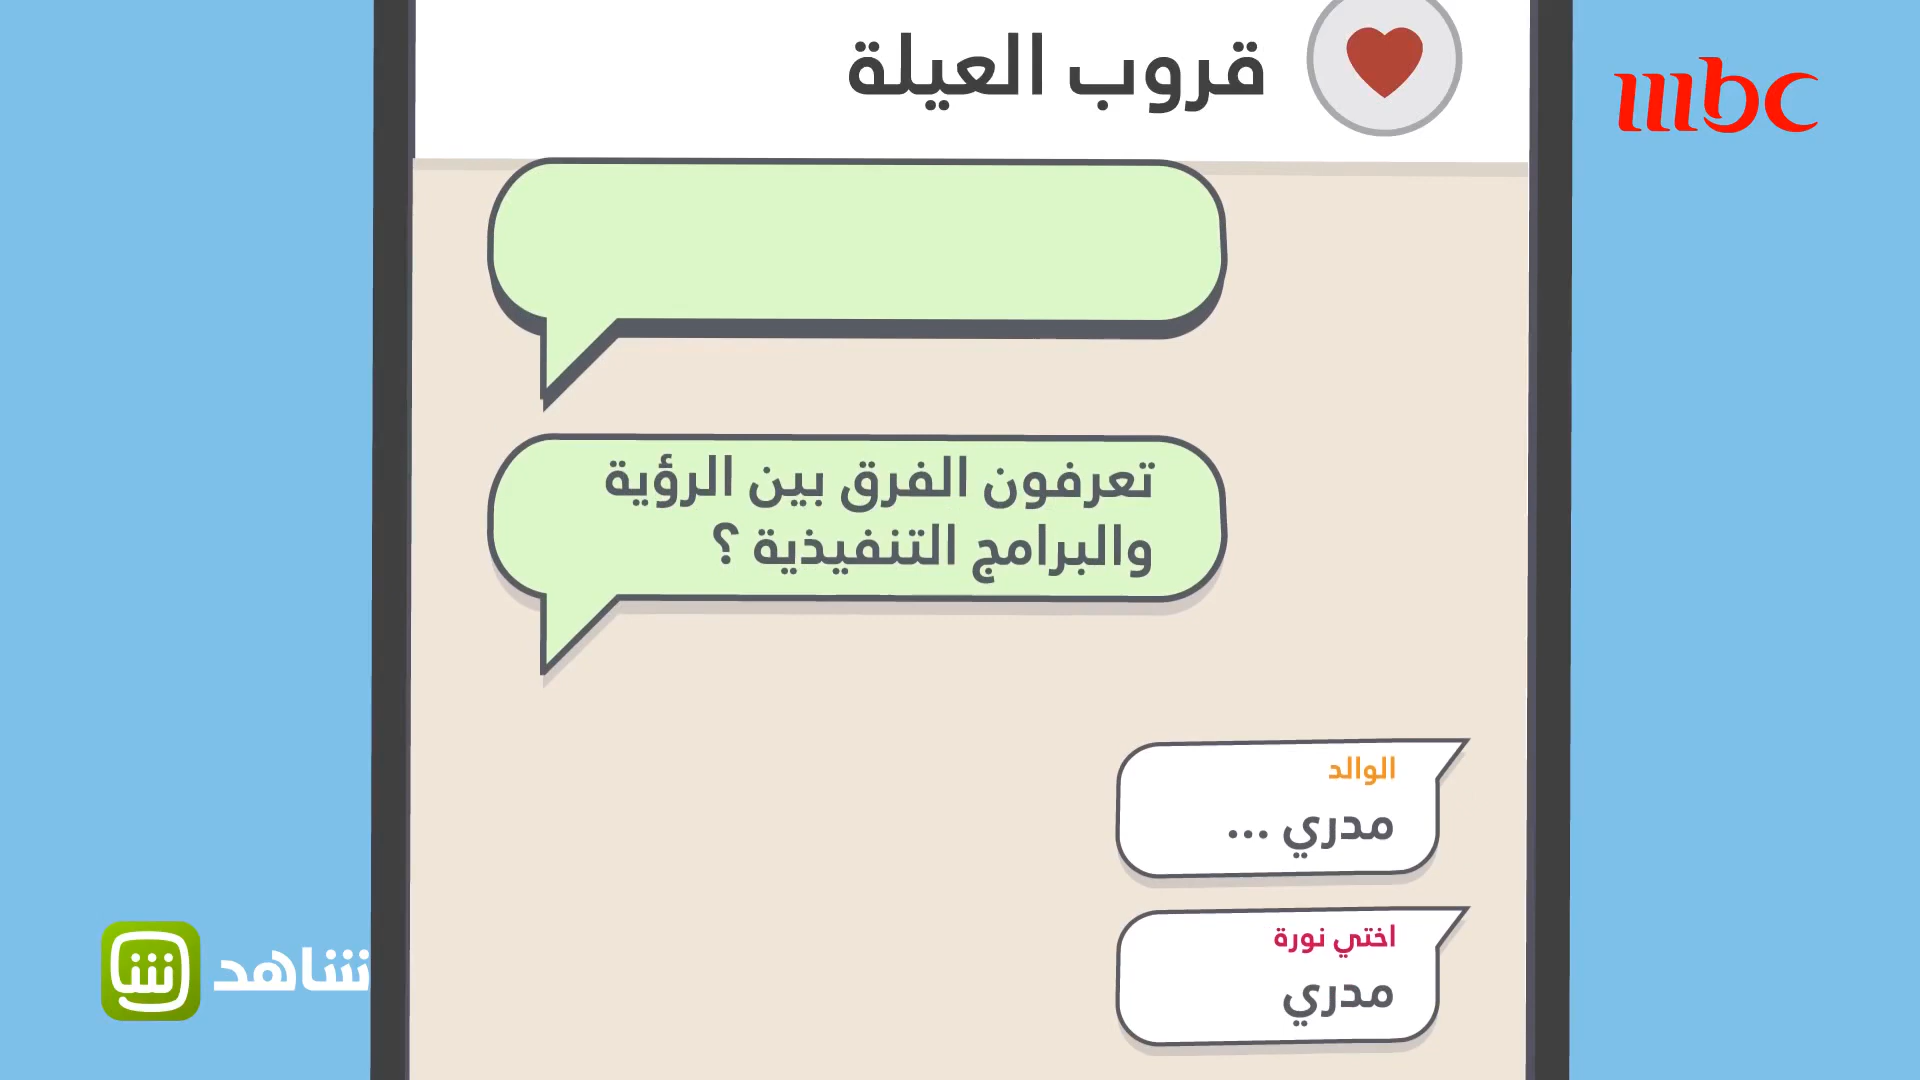 قروب العيلة
mbc
تعرفون الفرق بين الرؤية
والبرامج التنفيذية ؟
الوالد
مدري ...
اختي نورة
مدري
شاهد